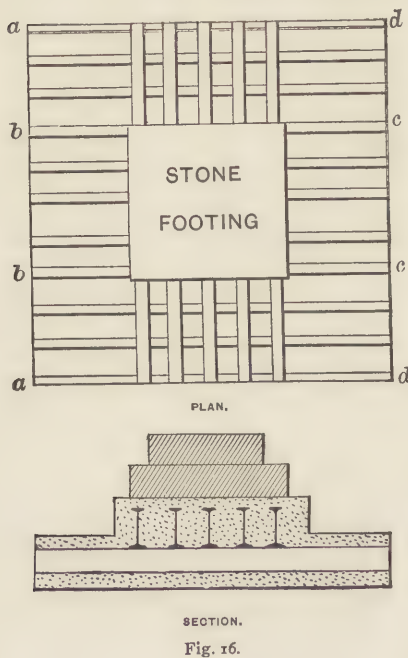 a d
b c
STONE
FOOTING
b c
a d
PLAN.
SECTION.
Fig. 16.